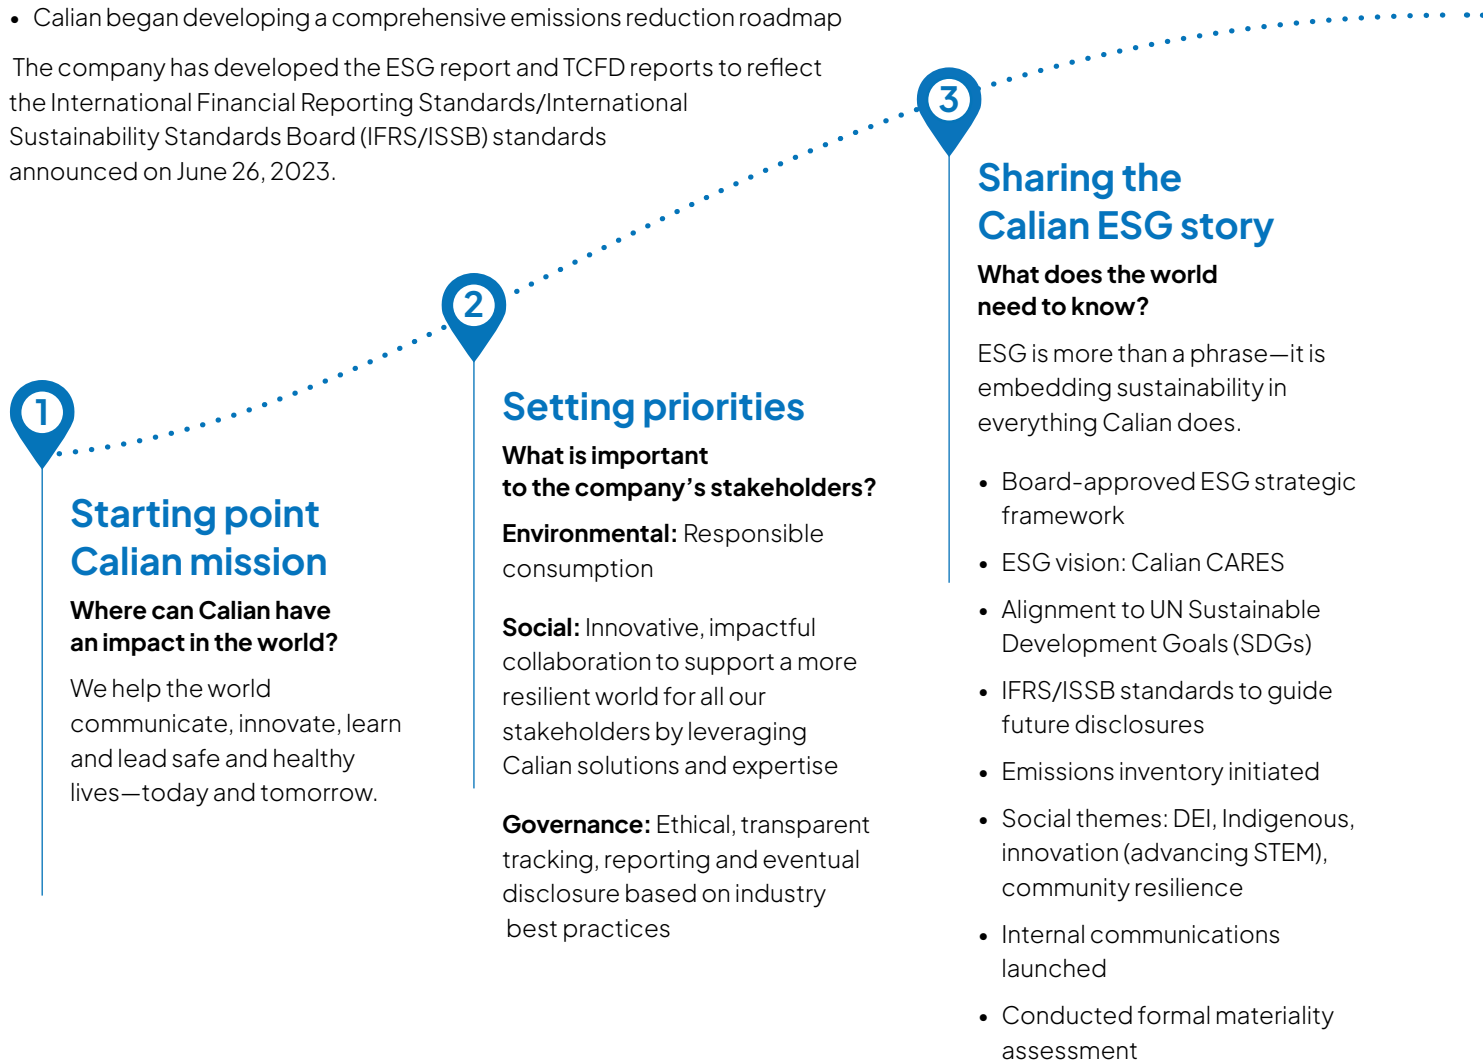 • Calian began developing a comprehensive emissions reduction roadmap
The company has developed the ESG report and TCFD reports to reflect
the International Financial Reporting Standards/International
Sustainability Standards Board (IFRS/ISSB) standards
announced on June 26, 2023.
1
Starting point
Calian mission
Where can Calian have
an impact in the world?
We help the world
communicate, innovate, learn
and lead safe and healthy
lives—today and tomorrow.
2
Setting priorities
What is important
to the company’s stakeholders?
Environmental: Responsible
consumption
Social: Innovative, impactful
collaboration to support a more
resilient world for all our
stakeholders by leveraging
Calian solutions and expertise
Governance: Ethical, transparent
tracking, reporting and eventual
disclosure based on industry
best practices
3
Sharing the
Calian ESG story
What does the world
need to know?
ESG is more than a phrase—it is
embedding sustainability in
everything Calian does.
• Board-approved ESG strategic
framework
• ESG vision: Calian CARES
• Alignment to UN Sustainable
Development Goals (SDGs)
• IFRS/ISSB standards to guide
future disclosures
• Emissions inventory initiated
• Social themes: DEI, Indigenous,
innovation (advancing STEM),
community resilience
• Internal communications
launched
• Conducted formal materiality
assessment